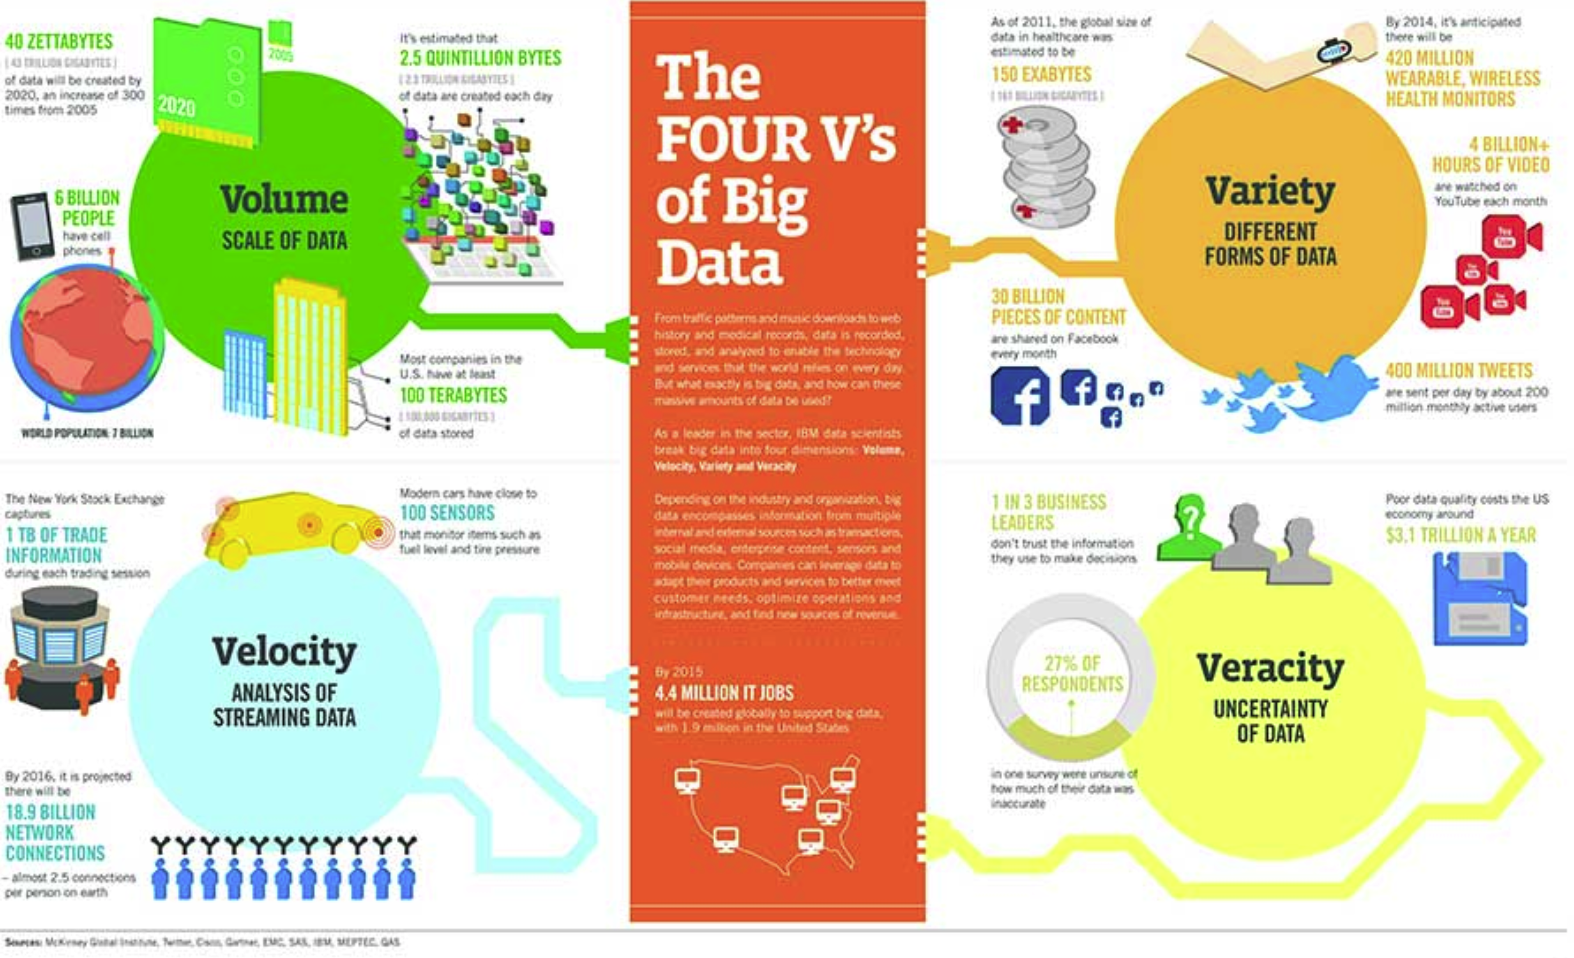 40 ZETTABYTES
[ 43 TRILLION GIGABYTES ]
of data will be created by
2020, an increase of 300
times from 2005
2020
2005
It's estimated that
2.5 QUINTILLION BYTES
[ 2.3 TRILLION GIGABYTES ]
of data are created each day
6 BILLION
PEOPLE
have cell
phones
WORLD POPULATION: 7 BILLION
Volume
SCALE OF DATA
Most companies in the
U.S. have at least
100 TERABYTES
[ 100,000 GIGABYTES ]
of data stored
The New York Stock Exchange
captures
1 TB OF TRADE
INFORMATION
during each trading session
Modern cars have close to
100 SENSORS
that monitor items such as
fuel level and tire pressure
Velocity
ANALYSIS OF
STREAMING DATA
By 2016, it is projected
there will be
18.9 BILLION
NETWORK
CONNECTIONS
– almost 2.5 connections
per person on earth
The
FOUR V's
of Big
Data
From traffic patterns and music downloads to web
history and medical records, data is recorded,
stored, and analyzed to enable the technology
and services that the world relies on every day.
But what exactly is big data, and how can these
massive amounts of data be used?
As a leader in the sector, IBM data scientists
break big data into four dimensions: Volume,
Velocity, Variety and Veracity
Depending on the industry and organization, big
data encompasses information from multiple
internal and external sources such as transactions,
social media, enterprise content, sensors and
mobile devices. Companies can leverage data to
adapt their products and services to better meet
customer needs, optimize operations and
infrastructure, and find new sources of revenue.
By 2015
4.4 MILLION IT JOBS
will be created globally to support big data,
with 1.9 million in the United States
As of 2011, the global size of
data in healthcare was
estimated to be
150 EXABYTES
[ 161 BILLION GIGABYTES ]
By 2014, it's anticipated
there will be
420 MILLION
WEARABLE, WIRELESS
HEALTH MONITORS
4 BILLION+
HOURS OF VIDEO
are watched on
YouTube each month
You
Tube
You
Tube
You
Tube
You
Tube
Variety
DIFFERENT
FORMS OF DATA
30 BILLION
PIECES OF CONTENT
are shared on Facebook
every month
f
f
f
f
f
f
400 MILLION TWEETS
are sent per day by about 200
million monthly active users
1 IN 3 BUSINESS
LEADERS
don't trust the information
they use to make decisions
?
Poor data quality costs the US
economy around
$3.1 TRILLION A YEAR
27% OF
RESPONDENTS
in one survey were unsure of
how much of their data was
inaccurate
Veracity
UNCERTAINTY
OF DATA
Sources: McKinsey Global Institute, Twitter, Cisco, Gartner, EMC, SAS, IBM, MEPTEC, QAS